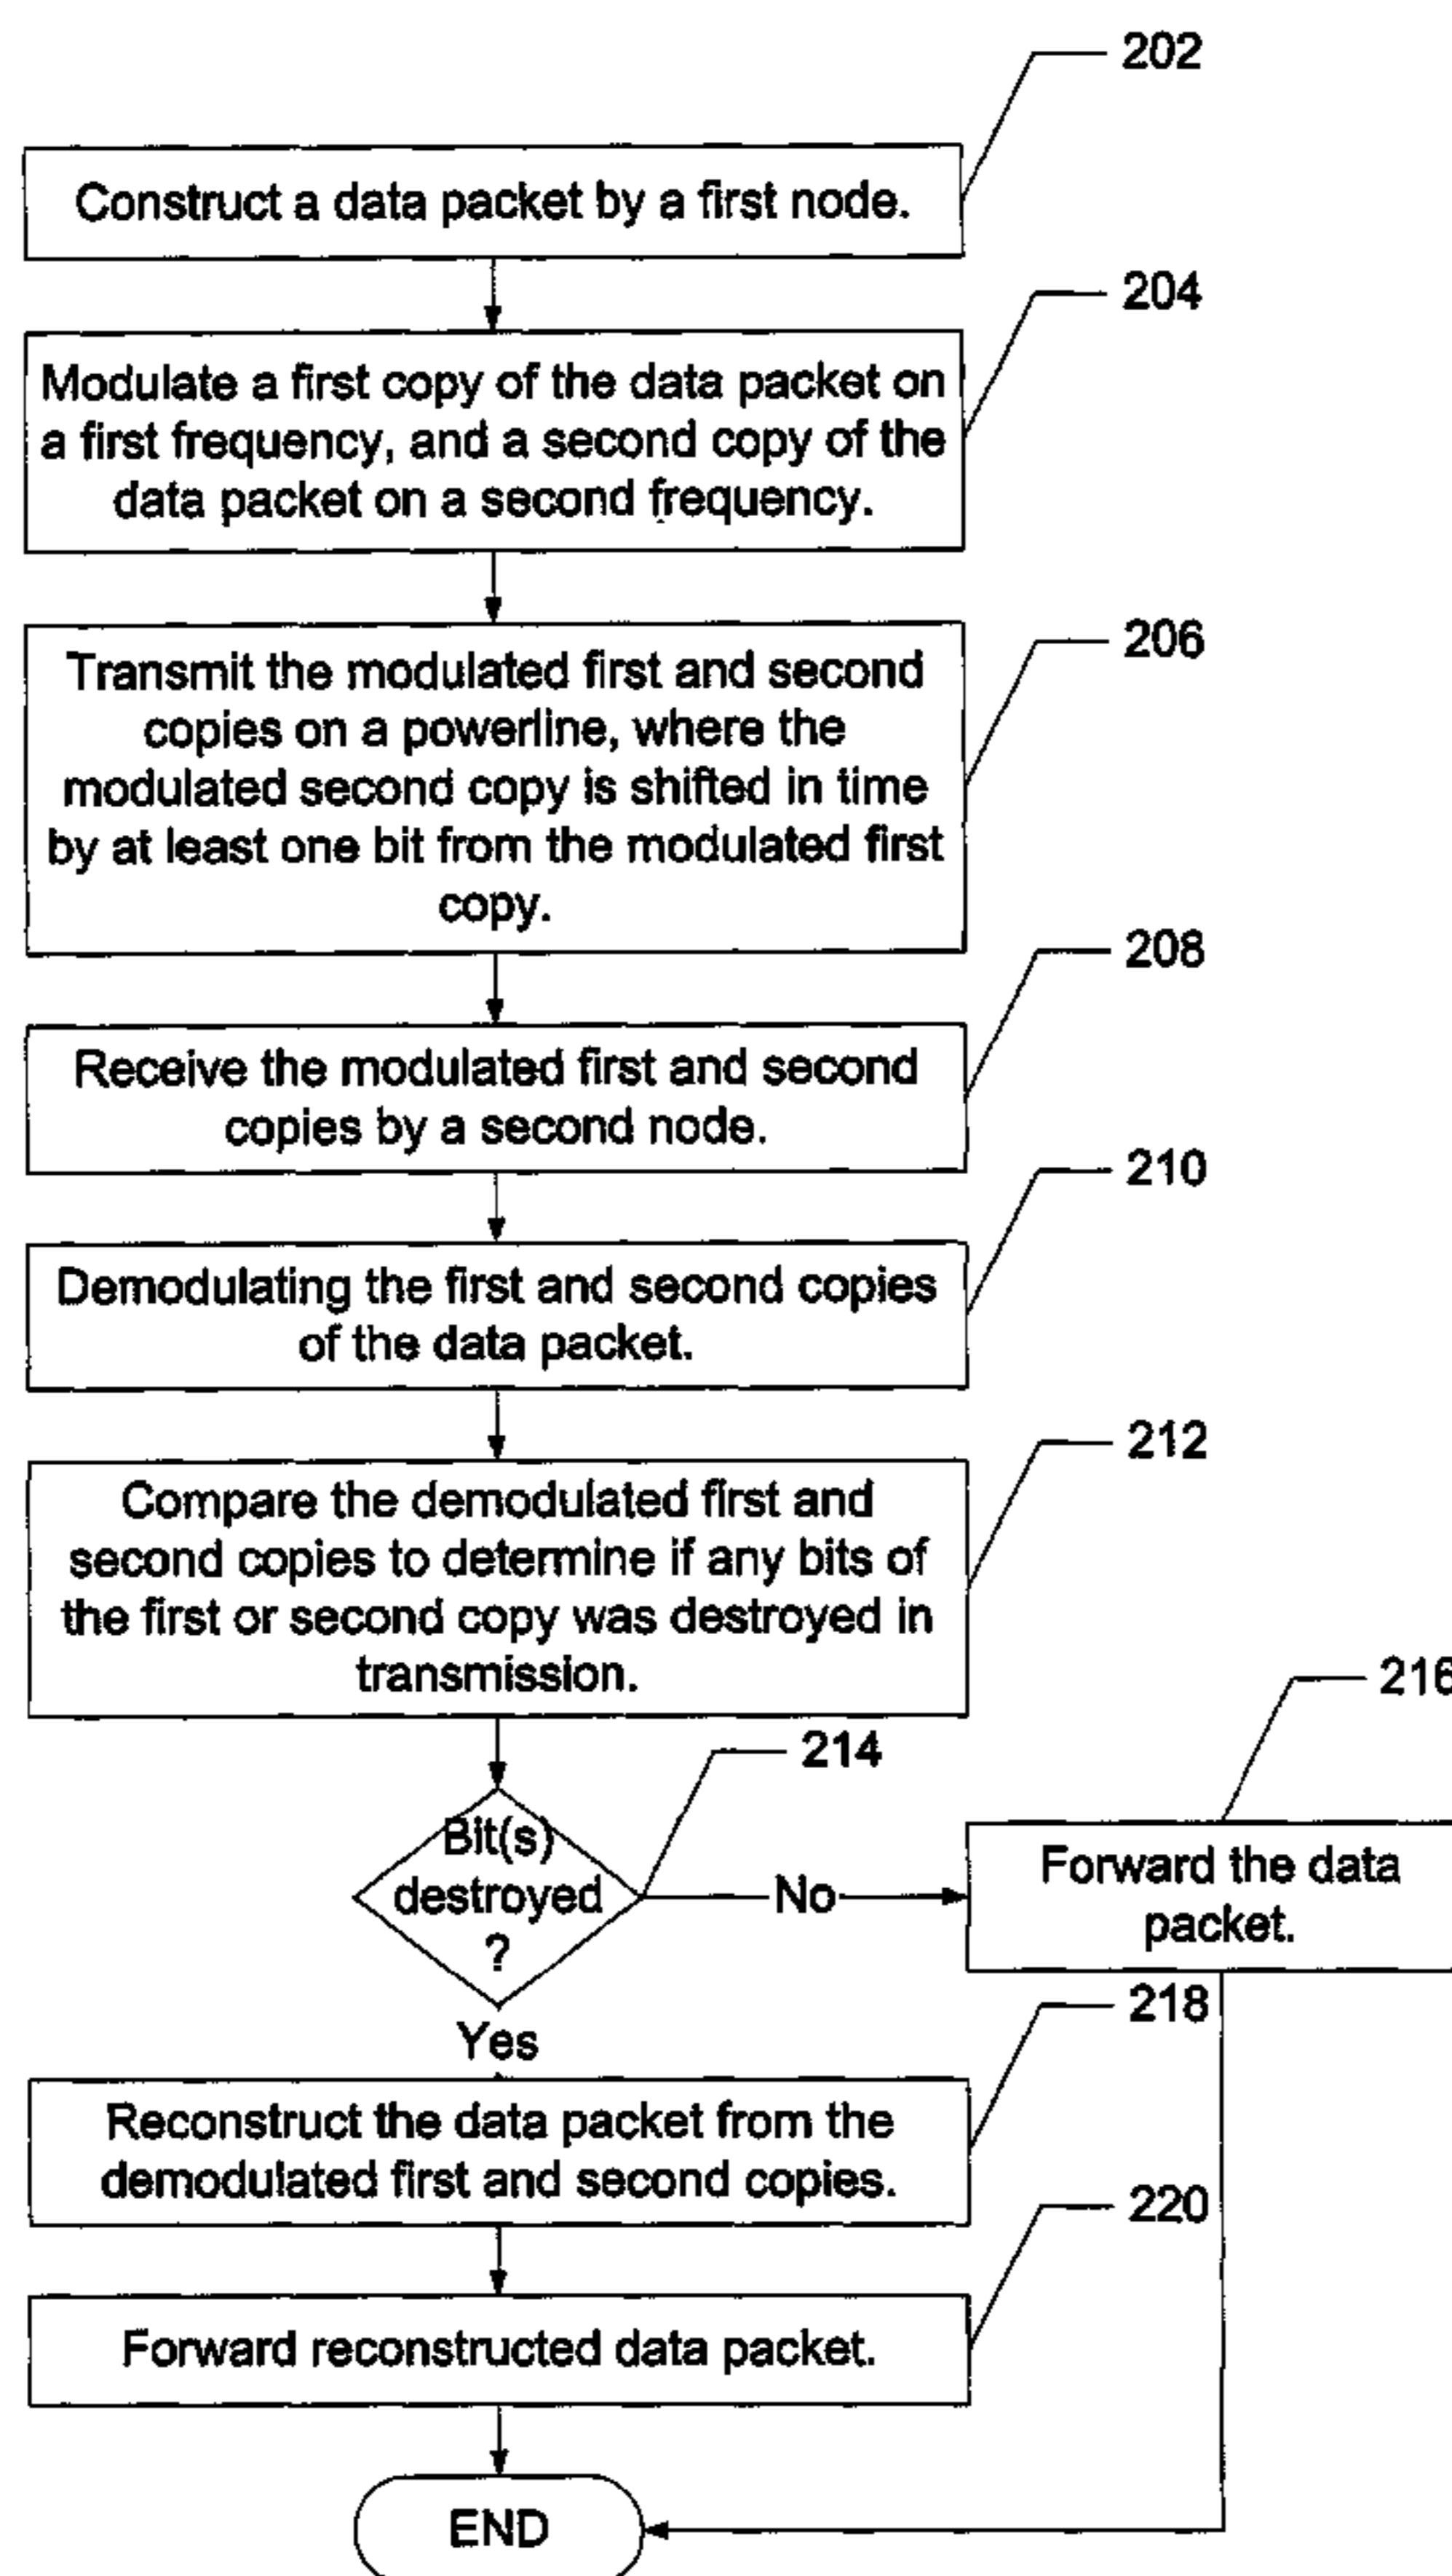 202
Construct a data packet by a first node.
204
Modulate a first copy of the data packet on
a first frequency, and a second copy of the
data packet on a second frequency.
206
Transmit the modulated first and second
copies on a powerline, where the
modulated second copy is shifted in time
by at least one bit from the modulated first
copy.
208
Receive the modulated first and second
copies by a second node.
210
Demodulating the first and second copies
of the data packet.
212
Compare the demodulated first and
second copies to determine if any bits of
the first or second copy was destroyed in
transmission.
214
Bit(s)
destroyed
?
No
216
Forward the data
packet.
Yes
218
Reconstruct the data packet from the
demodulated first and second copies.
220
Forward reconstructed data packet.
END